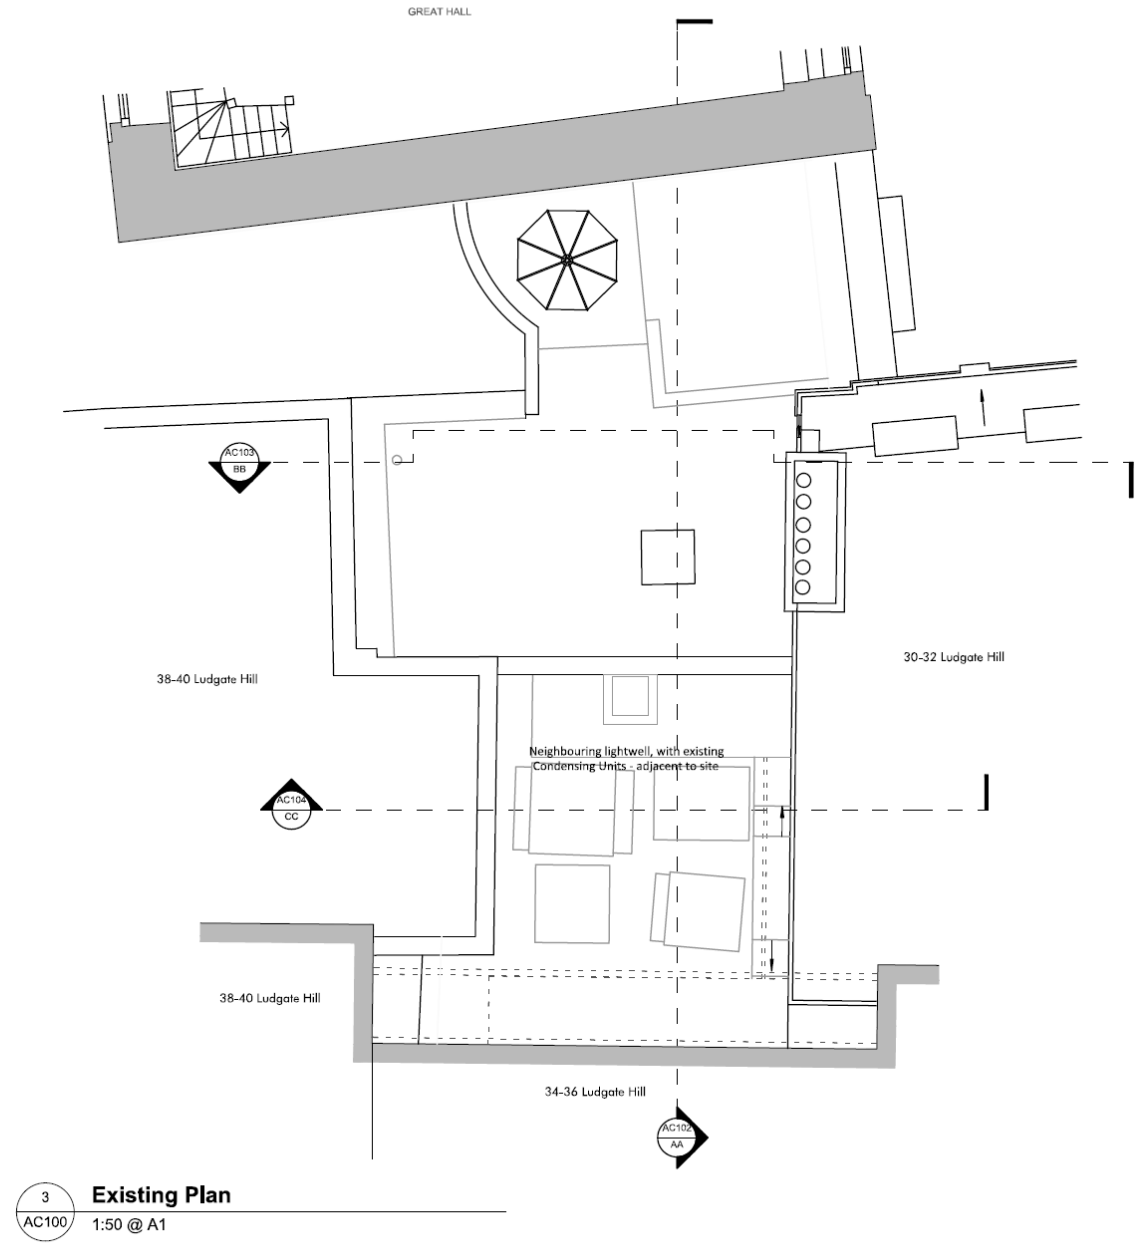 GREAT HALL
AC103
BB
30-32 Ludgate Hill
38-40 Ludgate Hill
Neighbouring lightwell, with existing
Condensing Units - adjacent to site
AC104
CC
38-40 Ludgate Hill
34-36 Ludgate Hill
AC102
AA
3
AC100
Existing Plan
1:50 @ A1